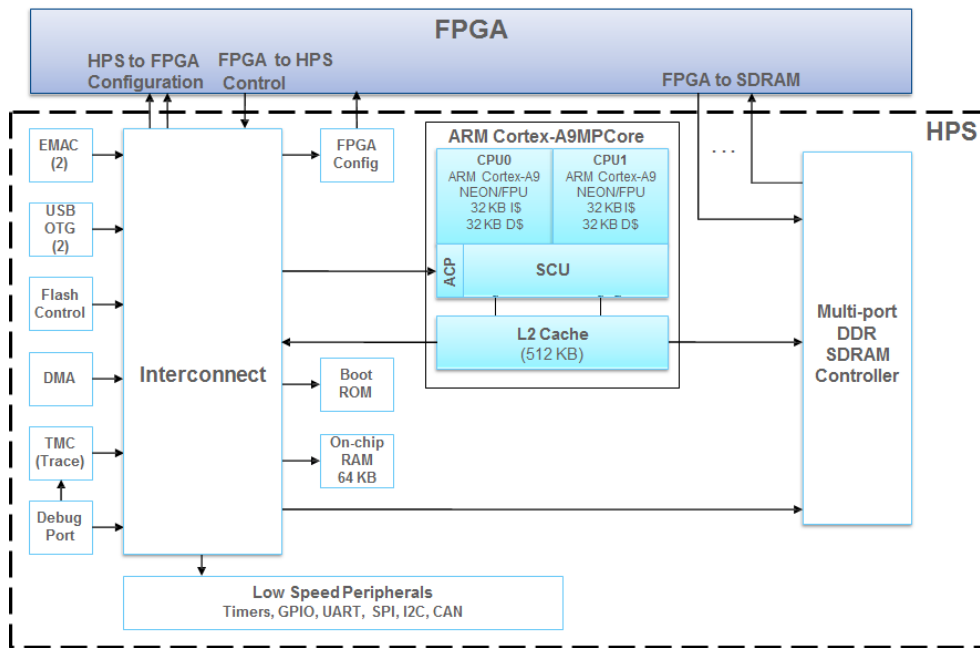 FPGA
HPS to FPGA
Configuration
FPGA to HPS
Control
FPGA to SDRAM
HPS
EMAC
(2)
USB
OTG
(2)
Flash
Control
DMA
TMC
(Trace)
Debug
Port
Interconnect
FPGA
Config
Boot
ROM
On-chip
RAM
64 KB
ARM Cortex-A9MPCore
CPU0
ARM Cortex-A9
NEON/FPU
32 KB I$
32 KB D$
CPU1
ARM Cortex-A9
NEON/FPU
32 KB I$
32 KB D$
ACP
SCU
L2 Cache
(512 KB)
. . .
Multi-port
DDR
SDRAM
Controller
Low Speed Peripherals
Timers, GPIO, UART, SPI, I2C, CAN